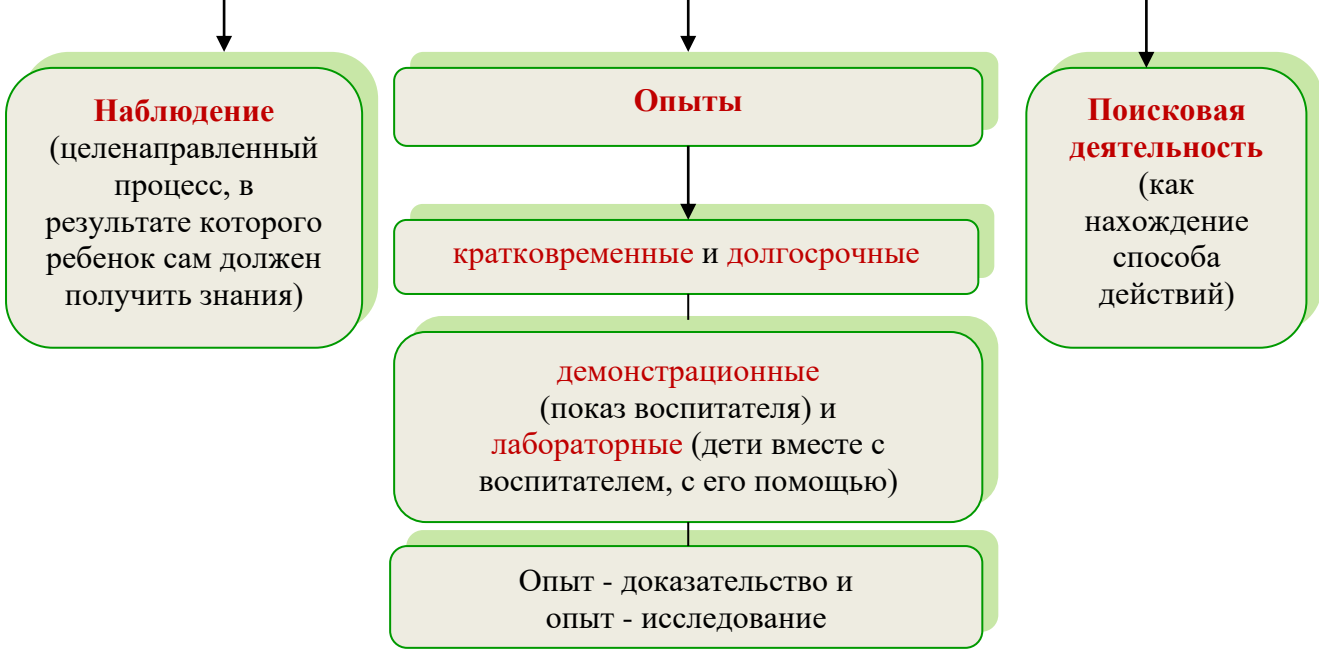 Наблюдение
(целенаправленный
процесс, в
результате которого
ребенок сам должен
получить знания)
Опыты
кратковременные и долгосрочные
демонстрационные
(показ воспитателя) и
лабораторные (дети вместе с
воспитателем, с его помощью)
Опыт - доказательство и
опыт - исследование
Поисковая
деятельность
(как
нахождение
способа
действий)